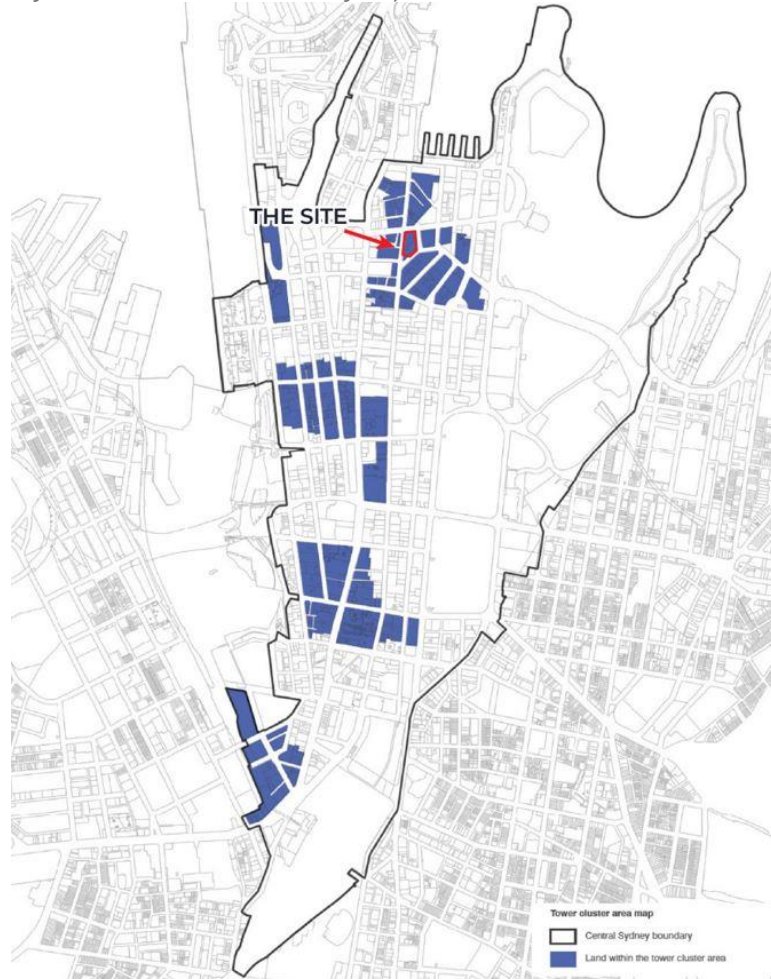 THE SITE
Tower cluster area map
Central Sydney boundary
Land within the tower cluster area